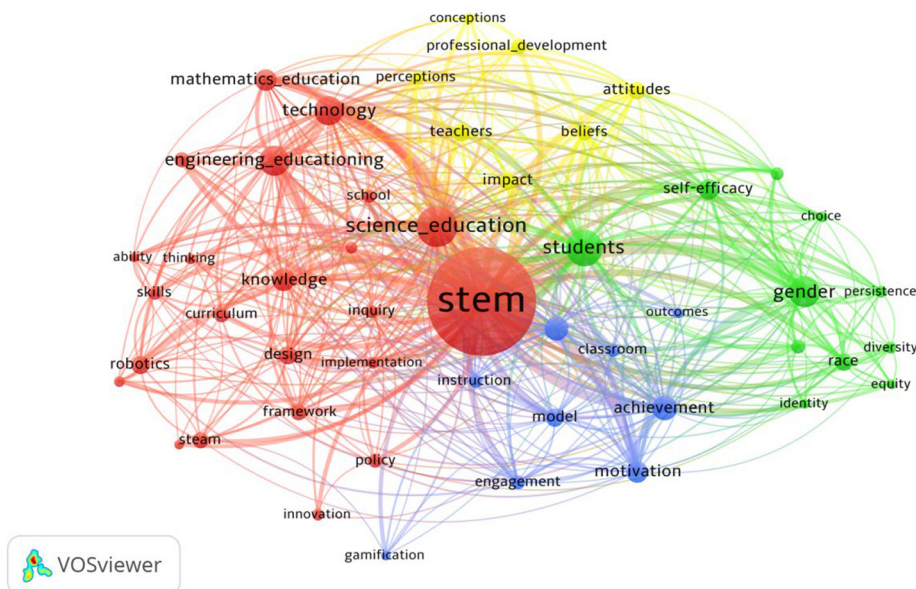 conceptions
professional_development
mathematics_education
perceptions
attitudes
technology
teachers
beliefs
engineering_educationing
impact
self-efficacy
school
choice
science_education
students
ability
thinking
knowledge
stem
gender
persistence
skills
curriculum
inquiry
outcomes
classroom
diversity
robotics
design
implementation
race
instruction
equity
framework
model
achievement
identity
steam
policy
motivation
engagement
innovation
gamification
VOSviewer